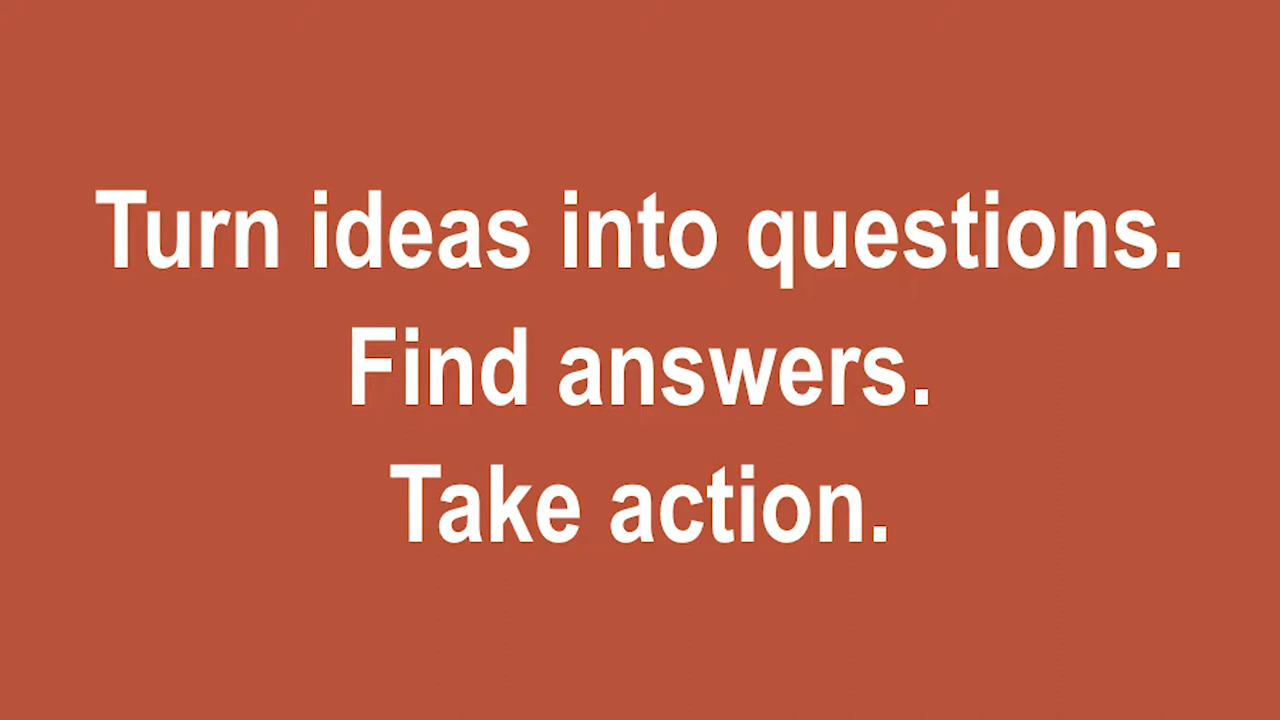 Turn ideas into questions.
Find answers.
Take action.